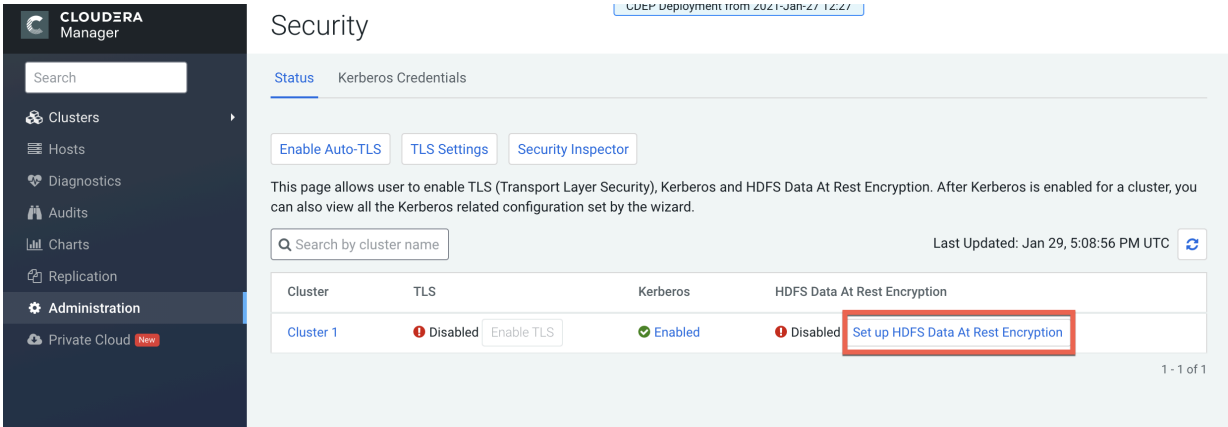 CLOUDERA
Manager
Search
Clusters
Hosts
Diagnostics
Audits
Charts
Replication
Administration
Private Cloud New
CDEP Deployment from 2021-Jan-27 12:27
Security
Status Kerberos Credentials
Enable Auto-TLS TLS Settings Security Inspector
This page allows user to enable TLS (Transport Layer Security), Kerberos and HDFS Data At Rest Encryption. After Kerberos is enabled for a cluster, you
can also view all the Kerberos related configuration set by the wizard.
Search by cluster name Last Updated: Jan 29, 5:08:56 PM UTC
Cluster TLS Kerberos HDFS Data At Rest Encryption
Cluster 1 Disabled Enable TLS Enabled Disabled Set up HDFS Data At Rest Encryption
1 - 1 of 1